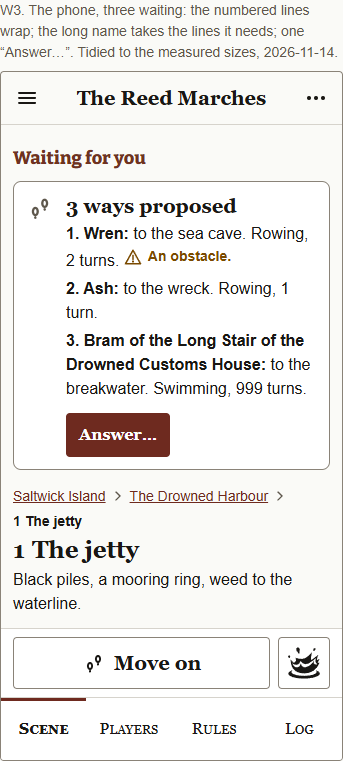 W3. The phone, three waiting: the numbered lines
wrap; the long name takes the lines it needs; one
“Answer…”. Tidied to the measured sizes, 2026-11-14.
The Reed Marches
Waiting for you
3 ways proposed
1. Wren: to the sea cave. Rowing,
2 turns. An obstacle.
2. Ash: to the wreck. Rowing, 1
turn.
3. Bram of the Long Stair of the
Drowned Customs House: to the
breakwater. Swimming, 999 turns.
Answer…
Saltwick Island > The Drowned Harbour >
1 The jetty
1 The jetty
Black piles, a mooring ring, weed to the
waterline.
Move on
Scene Players Rules Log